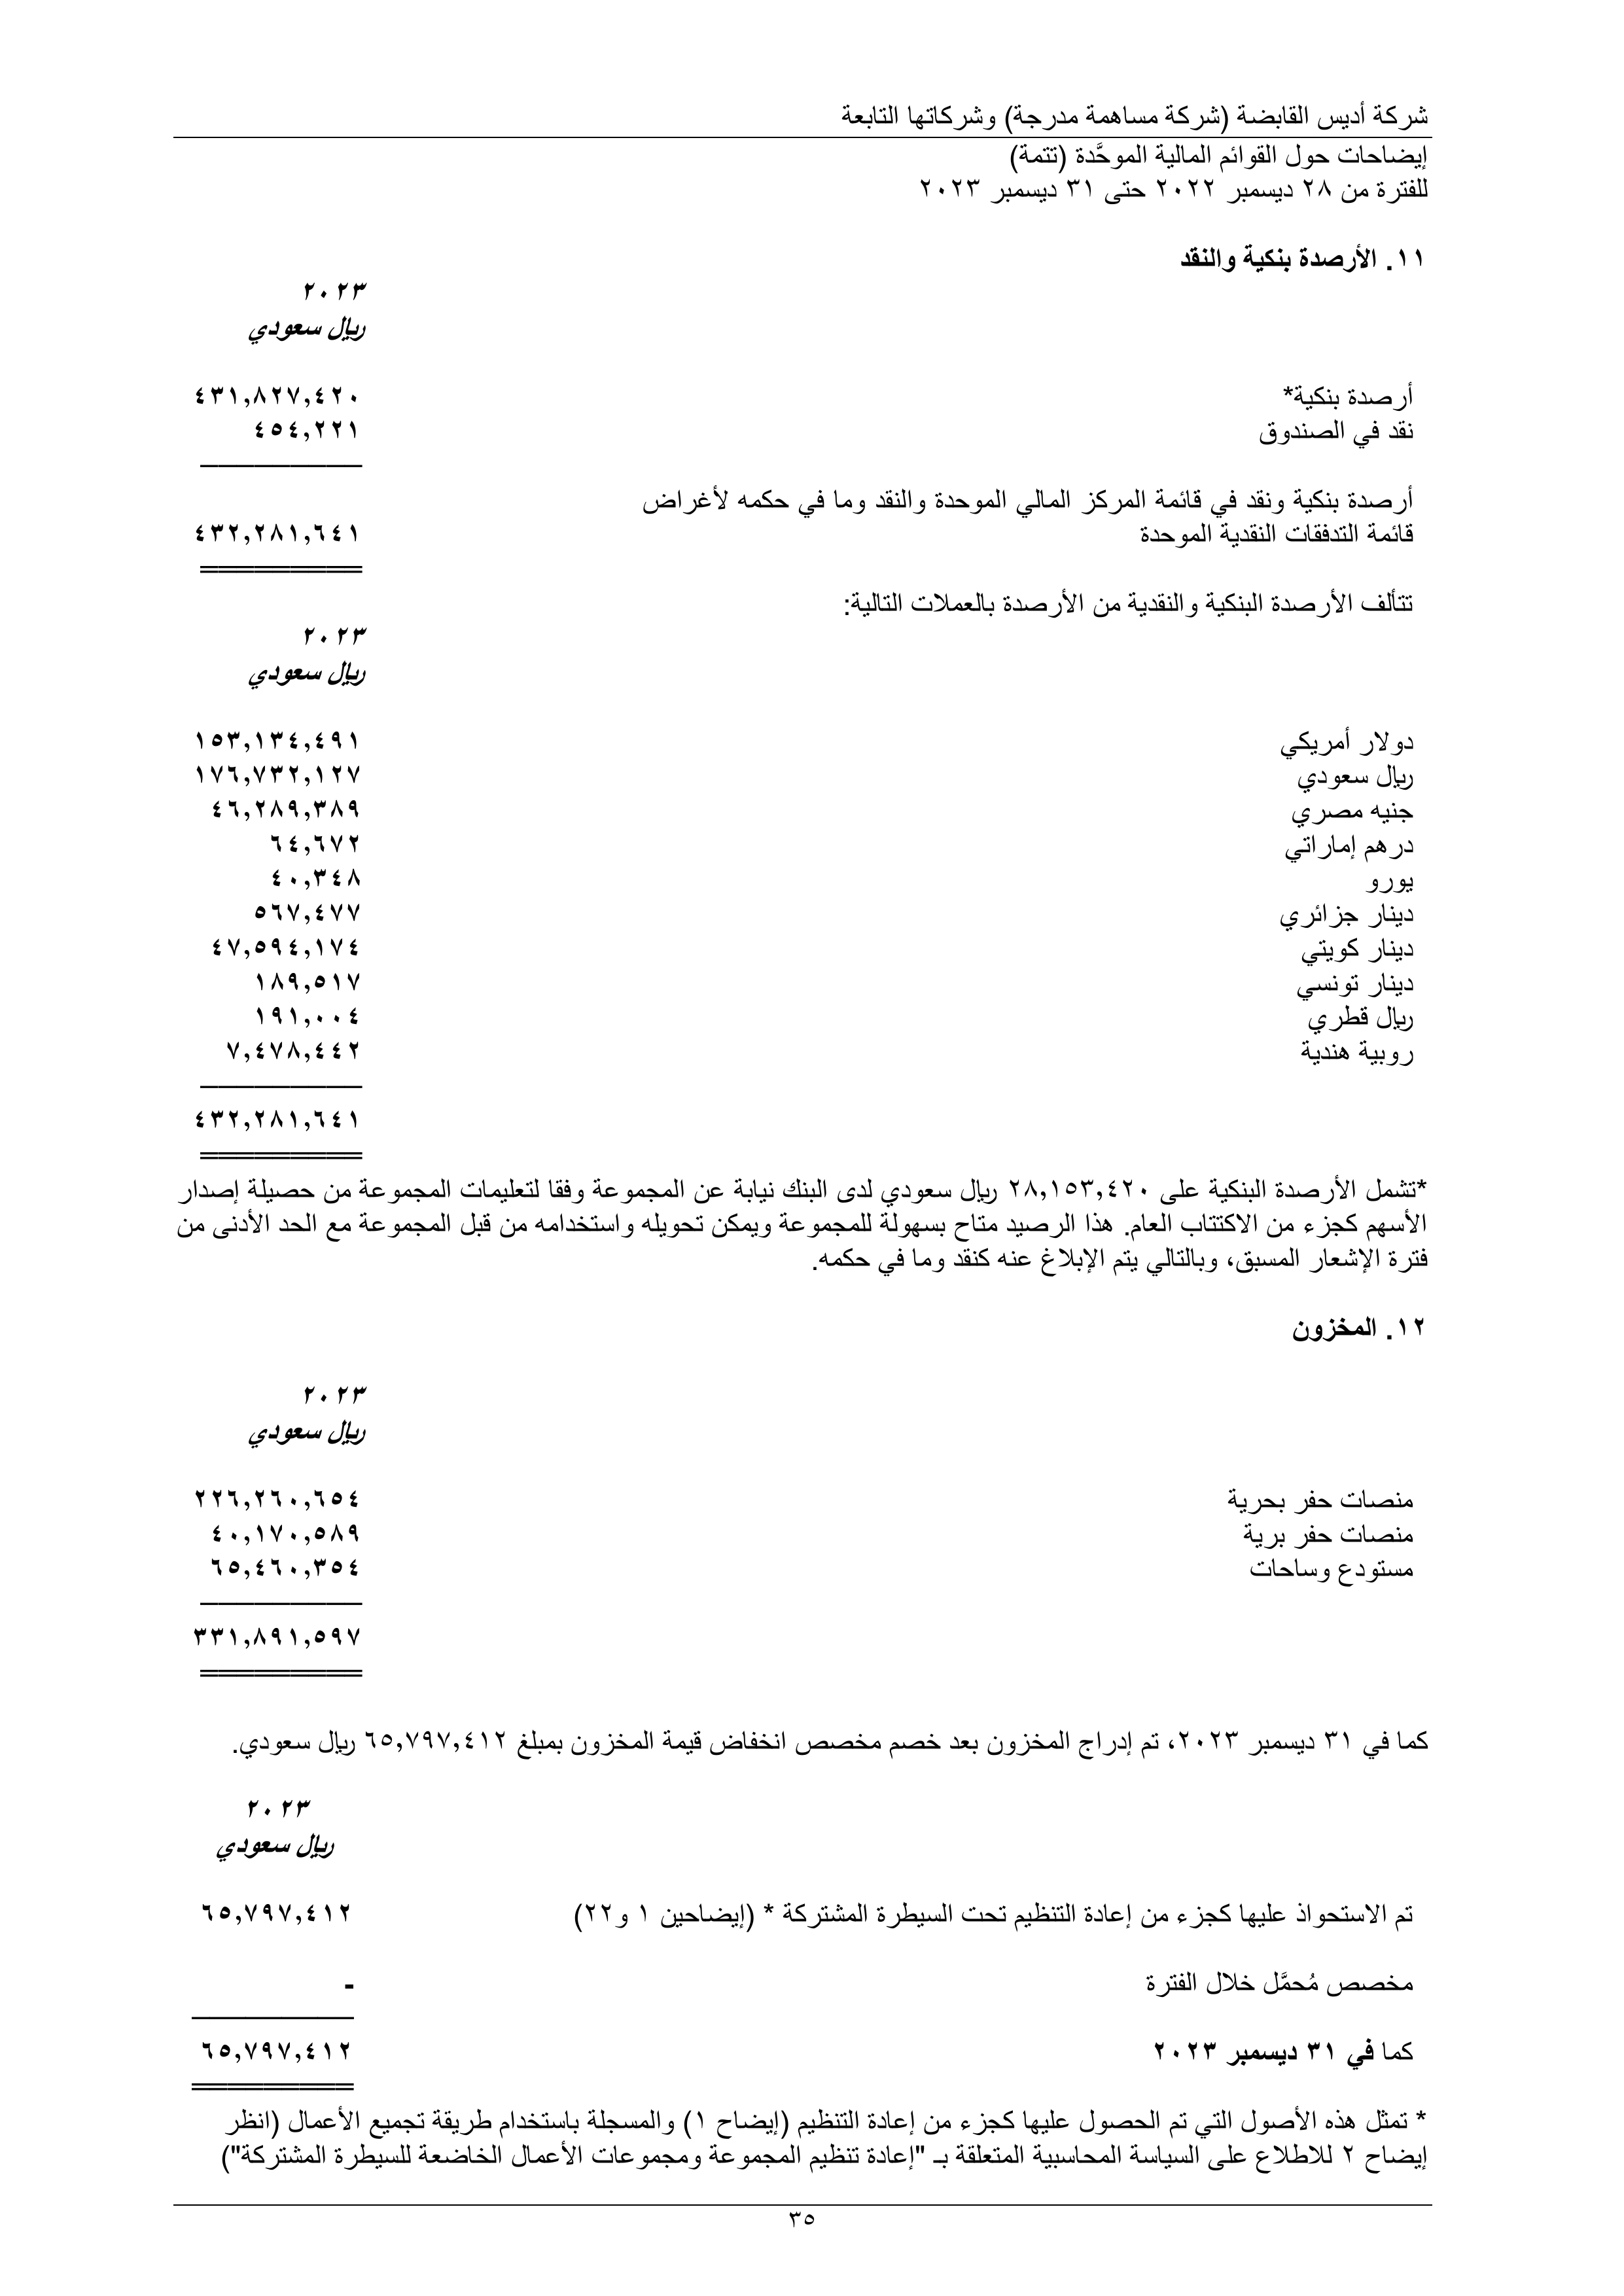 شركة أديس القابضة (شركة مساهمة مدرجة) وشركاتها التابعة
إيضاحات حول القوائم المالية الموحَّدة (تتمة)
للفترة من ٢٨ ديسمبر ٢٠٢٢ حتى ٣١ ديسمبر ٢٠٢٣
١١. الأرصدة بنكية والنقد
٢٠٢٣
ريال سعودي
أرصدة بنكية* ٤٣١,٨٢٧,٤٢٠
نقد في الصندوق ٤٥٤,٢٢١
أرصدة بنكية ونقد في قائمة المركز المالي الموحدة والنقد وما في حكمه لأغراض
قائمة التدفقات النقدية الموحدة ٤٣٢,٢٨١,٦٤١
تتألف الأرصدة البنكية والنقدية من الأرصدة بالعملات التالية:
٢٠٢٣
ريال سعودي
دولار أمريكي ١٥٣,١٣٤,٤٩١
ريال سعودي ١٧٦,٧٣٢,١٢٧
جنيه مصري ٤٦,٢٨٩,٣٨٩
درهم إماراتي ٦٤,٦٧٢
يورو ٤٠,٣٤٨
دينار جزائري ٥٦٧,٤٧٧
دينار كويتي ٤٧,٥٩٤,١٧٤
دينار تونسي ١٨٩,٥١٧
ريال قطري ١٩١,٠٠٤
روبية هندية ٧,٤٧٨,٤٤٢
٤٣٢,٢٨١,٦٤١
*تشمل الأرصدة البنكية على ٢٨,١٥٣,٤٢٠ ريال سعودي لدى البنك نيابة عن المجموعة وفقا لتعليمات المجموعة من حصيلة إصدار
الأسهم كجزء من الاكتتاب العام. هذا الرصيد متاح بسهولة للمجموعة ويمكن تحويله واستخدامه من قبل المجموعة مع الحد الأدنى من
فترة الإشعار المسبق، وبالتالي يتم الإبلاغ عنه كنقد وما في حكمه.
١٢. المخزون
٢٠٢٣
ريال سعودي
منصات حفر بحرية ٢٢٦,٢٦٠,٦٥٤
منصات حفر برية ٤٠,١٧٠,٥٨٩
مستودع وساحات ٦٥,٤٦٠,٣٥٤
٣٣١,٨٩١,٥٩٧
كما في ٣١ ديسمبر ٢٠٢٣، تم إدراج المخزون بعد خصم مخصص انخفاض قيمة المخزون بمبلغ ٦٥,٧٩٧,٤١٢ ريال سعودي.
٢٠٢٣
ريال سعودي
تم الاستحواذ عليها كجزء من إعادة التنظيم تحت السيطرة المشتركة * (إيضاحين ١ و٢٢) ٦٥,٧٩٧,٤١٢
مخصص مُحمَّل خلال الفترة -
كما في ٣١ ديسمبر ٢٠٢٣ ٦٥,٧٩٧,٤١٢
* تمثل هذه الأصول التي تم الحصول عليها كجزء من إعادة التنظيم (إيضاح ١) والمسجلة باستخدام طريقة تجميع الأعمال (انظر
إيضاح ٢ للاطلاع على السياسة المحاسبية المتعلقة بـ "إعادة تنظيم المجموعة ومجموعات الأعمال الخاضعة للسيطرة المشتركة")
٣٥